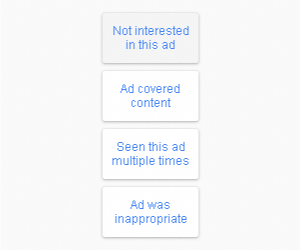 Not interested
in this ad
Ad covered
content
Seen this ad
multiple times
Ad was
inappropriate